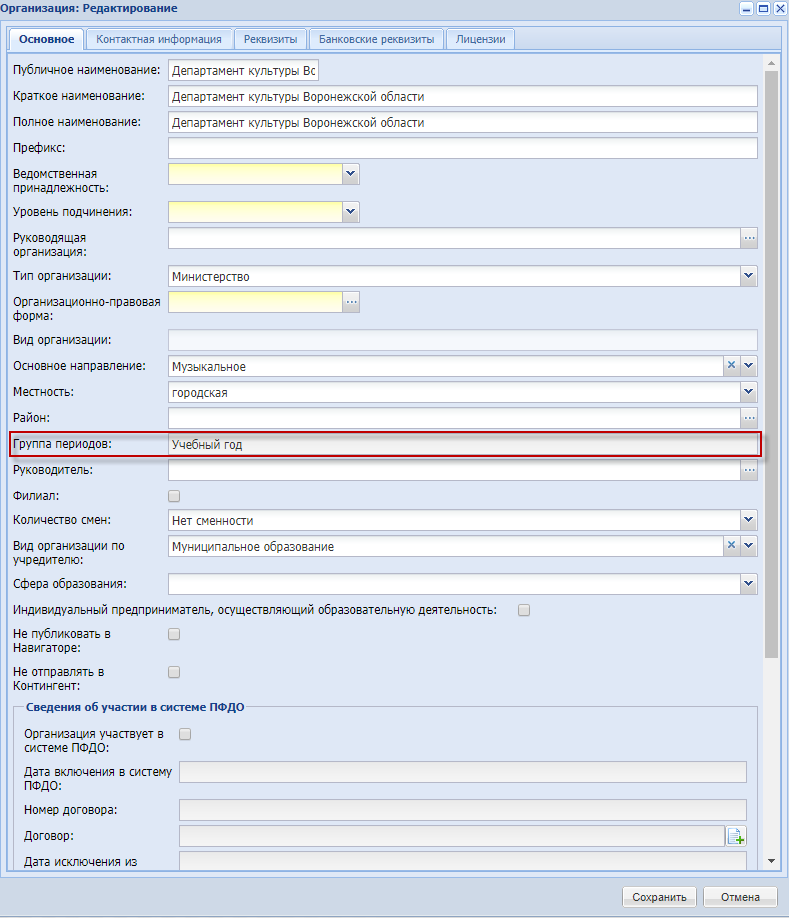 Организация: Редактирование
Основное Контактная информация Реквизиты Банковские реквизиты Лицензии
Публичное наименование: Департамент культуры Вс
Краткое наименование: Департамент культуры Воронежской области
Полное наименование: Департамент культуры Воронежской области
Префикс:
Ведомственная
принадлежность:
Уровень подчинения:
Руководящая
организация:
Тип организации: Министерство
Организационно-правовая
форма:
Вид организации:
Основное направление: Музыкальное
Местность: городская
Район:
Группа периодов: Учебный год
Руководитель:
Филиал:
Количество смен: Нет сменности
Вид организации по
учредителю: Муниципальное образование
Сфера образования:
Индивидуальный предприниматель, осуществляющий образовательную деятельность:
Не публиковать в
Навигаторе:
Не отправлять в
Контингент:
Сведения об участии в системе ПФДО
Организация участвует в
системе ПФДО:
Дата включения в систему
ПФДО:
Номер договора:
Договор:
Дата исключения из
Сохранить Отмена